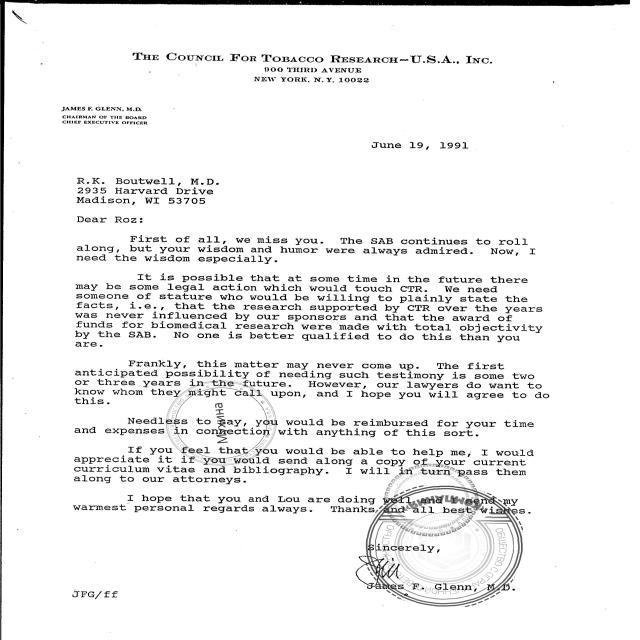 THE COUNCIL FOR TOBACCO RESEARCH—U.S.A., INC.
900 THIRD AVENUE
NEW YORK, N. Y. 10022
JAMES F. GLENN, M.D.
CHAIRMAN OF THE BOARD
CHIEF EXECUTIVE OFFICER
June 19, 1991
R.K. Boutwell, M.D.
2935 Harvard Drive
Madison, WI 53705
Dear Roz:
First of all, we miss you. The SAB continues to roll
along, but your wisdom and humor were always admired. Now, I
need the wisdom especially.
It is possible that at some time in the future there
may be some legal action which would touch CTR. We need
someone of stature who would be willing to plainly state the
facts, i.e., that the research supported by CTR over the years
was never influenced by our sponsors and that the award of
funds for biomedical research were made with total objectivity
by the SAB. No one is better qualified to do this than you
are.
Frankly, this matter may never come up. The first
anticipated possibility of needing such testimony is some two
or three years in the future. However, our lawyers do want to
know whom they might call upon, and I hope you will agree to do
this.
Needless to say, you would be reimbursed for your time
and expenses in connection with anything of this sort.
If you feel that you would be able to help me, I would
appreciate it if you would send along a copy of your current
curriculum vitae and bibliography. I will in turn pass them
along to our attorneys.
I hope that you and Lou are doing well and I send my
warmest personal regards always. Thanks and all best wishes.
Sincerely,
Jim
James F. Glenn, M.D.
JFG/ff